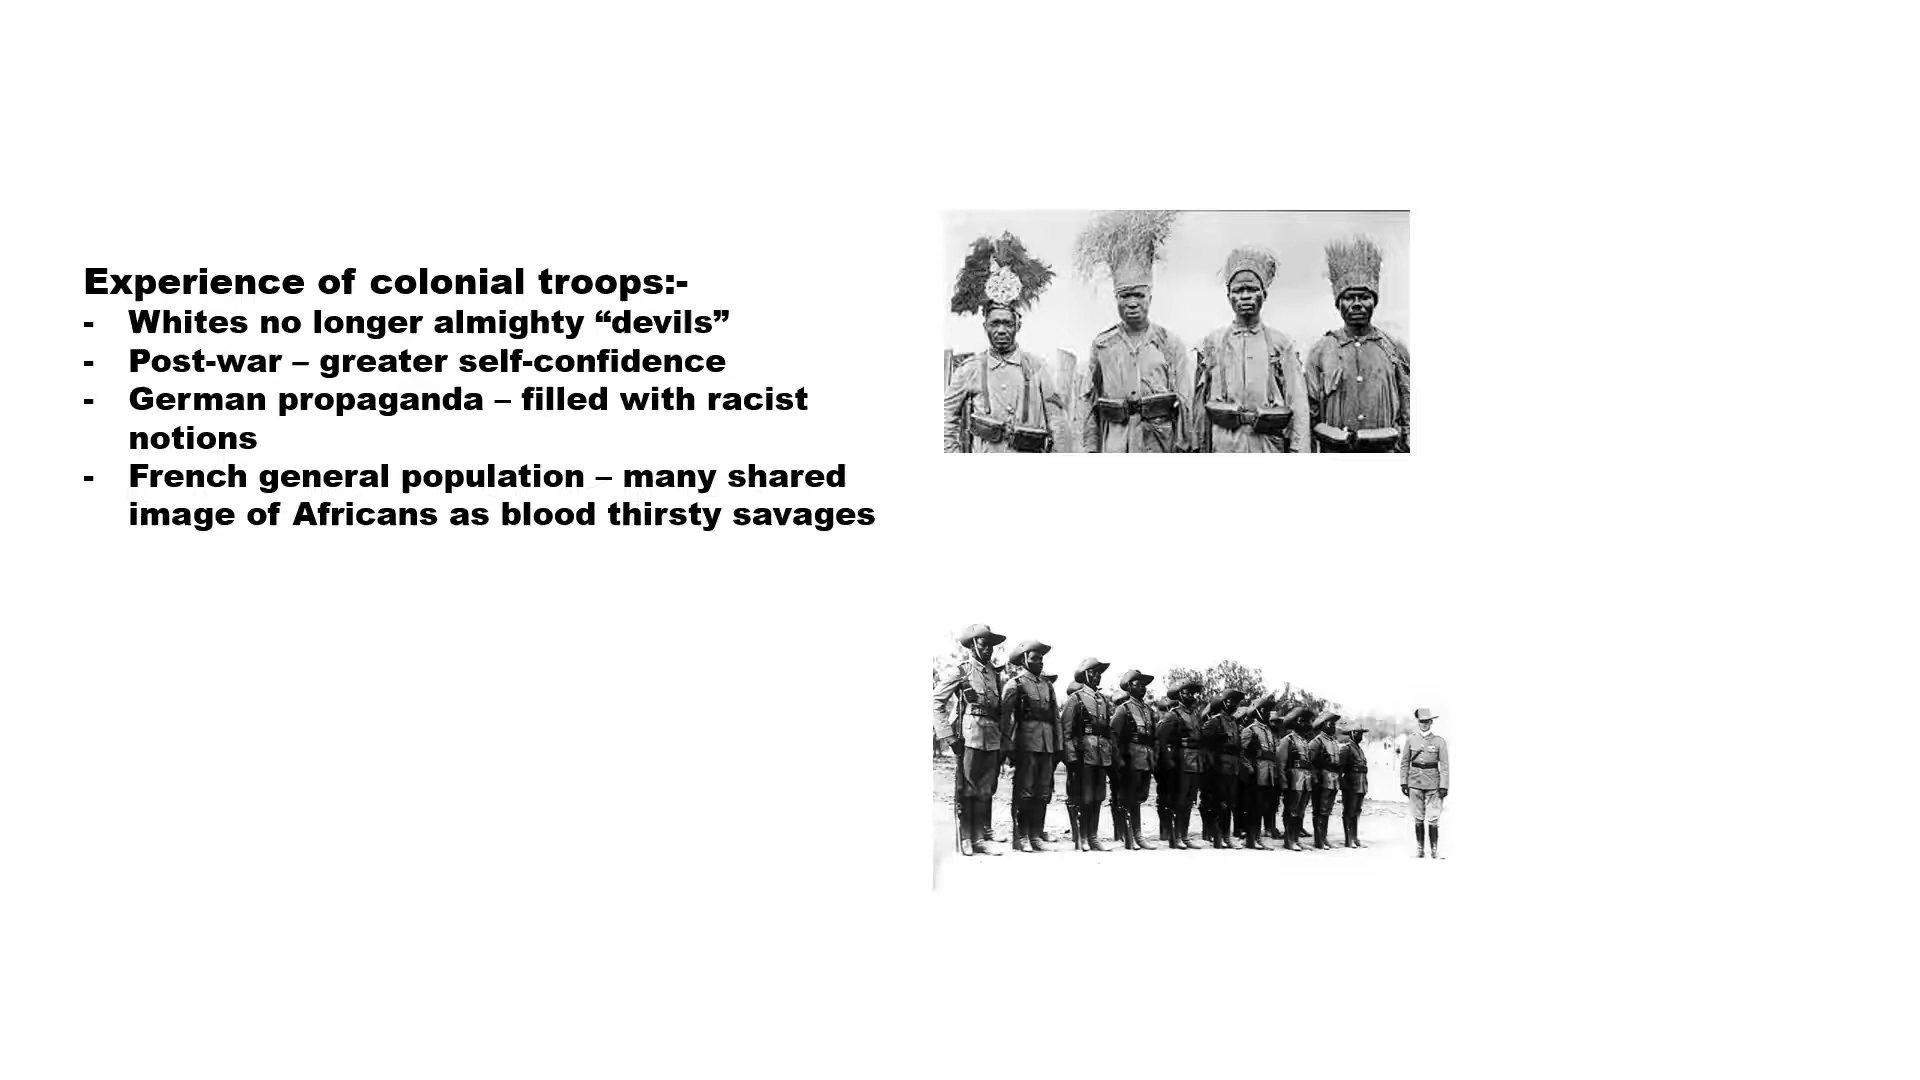 Experience of colonial troops:-
- Whites no longer almighty “devils”
- Post-war – greater self-confidence
- German propaganda – filled with racist
notions
- French general population – many shared
image of Africans as blood thirsty savages